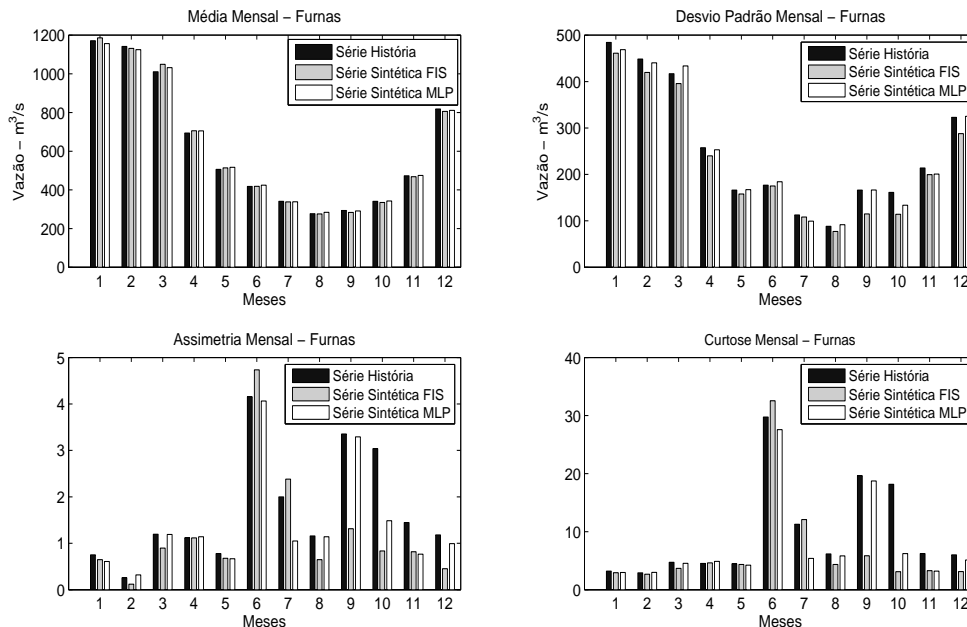 Média Mensal – Furnas
1200
1000
800
600
400
200
0
Vazão – m³/s
Série História
Série Sintética FIS
Série Sintética MLP
1 2 3 4 5 6 7 8 9 10 11 12
Meses
Desvio Padrão Mensal – Furnas
500
400
300
200
100
0
Vazão – m³/s
Série História
Série Sintética FIS
Série Sintética MLP
1 2 3 4 5 6 7 8 9 10 11 12
Meses
Assimetria Mensal – Furnas
5
4
3
2
1
0
Série História
Série Sintética FIS
Série Sintética MLP
1 2 3 4 5 6 7 8 9 10 11 12
Meses
Curtose Mensal – Furnas
40
30
20
10
0
Série História
Série Sintética FIS
Série Sintética MLP
1 2 3 4 5 6 7 8 9 10 11 12
Meses